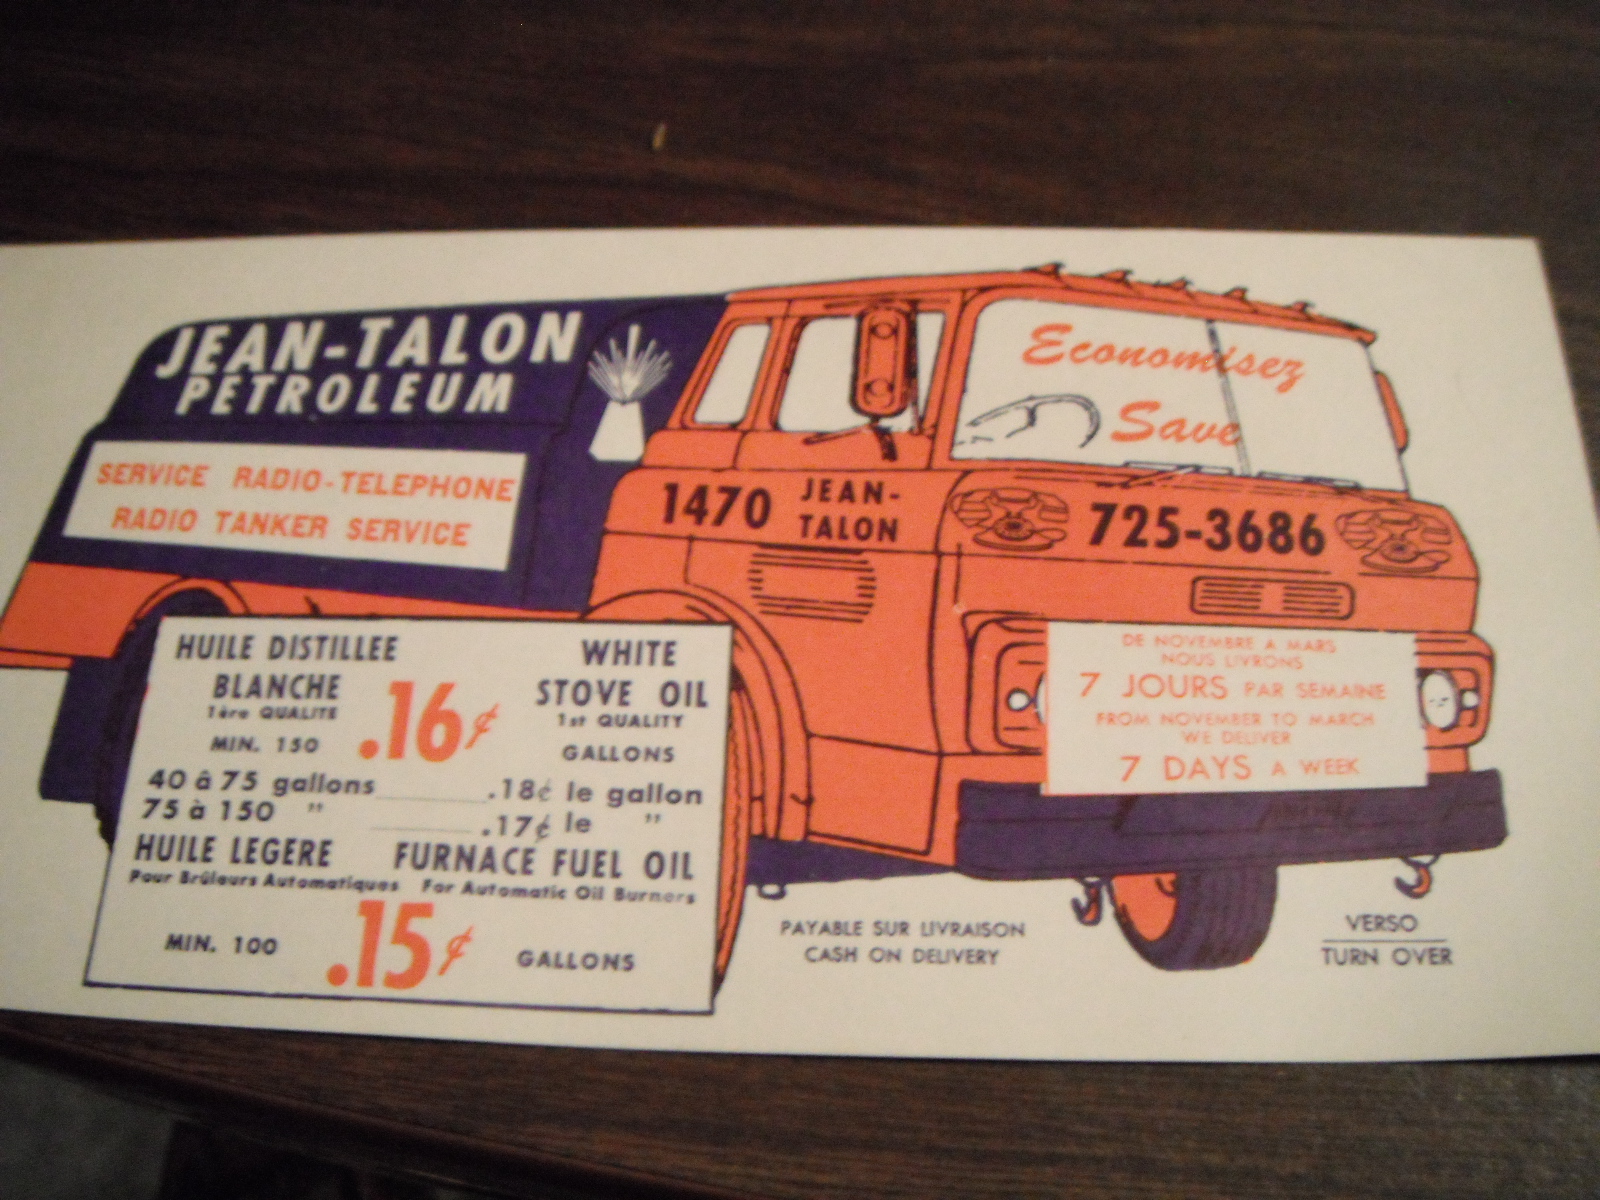 JEAN-TALON
PETROLEUM
SERVICE RADIO-TELEPHONE
RADIO TANKER SERVICE
Economisez
Save
1470 JEAN-
TALON
725-3686
DE NOVEMBRE A MARS
NOUS LIVRONS
7 JOURS PAR SEMAINE
FROM NOVEMBER TO MARCH
WE DELIVER
7 DAYS A WEEK
HUILE DISTILLEE WHITE
BLANCHE .16¢ STOVE OIL
1ère QUALITE 1st QUALITY
MIN. 150 GALLONS
40 à 75 gallons .18¢ le gallon
75 à 150 " .17¢ le "
HUILE LEGERE FURNACE FUEL OIL
Pour Brûleurs Automatiques For Automatic Oil Burners
MIN. 100 .15¢ GALLONS
PAYABLE SUR LIVRAISON
CASH ON DELIVERY
VERSO
TURN OVER